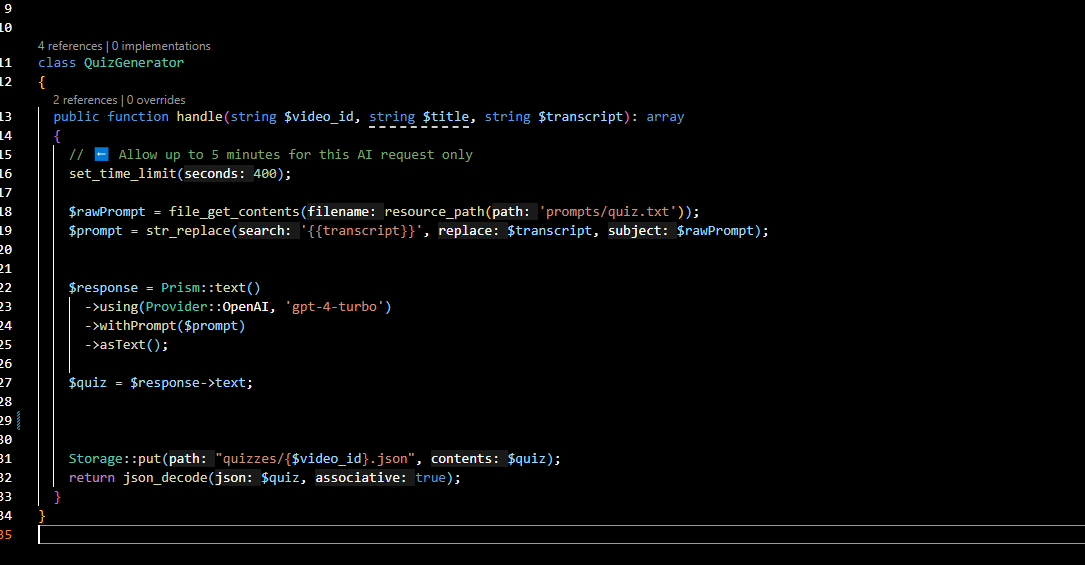 9
10
4 references | 0 implementations
11 class QuizGenerator
12 {
2 references | 0 overrides
13 public function handle(string $video_id, string $title, string $transcript): array
14 {
15 // ⬅ Allow up to 5 minutes for this AI request only
16 set_time_limit(seconds: 400);
17
18 $rawPrompt = file_get_contents(filename: resource_path(path: 'prompts/quiz.txt'));
19 $prompt = str_replace(search: '{{transcript}}', replace: $transcript, subject: $rawPrompt);
20
21
22 $response = Prism::text()
23 ->using(Provider::OpenAI, 'gpt-4-turbo')
24 ->withPrompt($prompt)
25 ->asText();
26
27 $quiz = $response->text;
28
29
30
31 Storage::put(path: "quizzes/{$video_id}.json", contents: $quiz);
32 return json_decode(json: $quiz, associative: true);
33 }
34 }
35